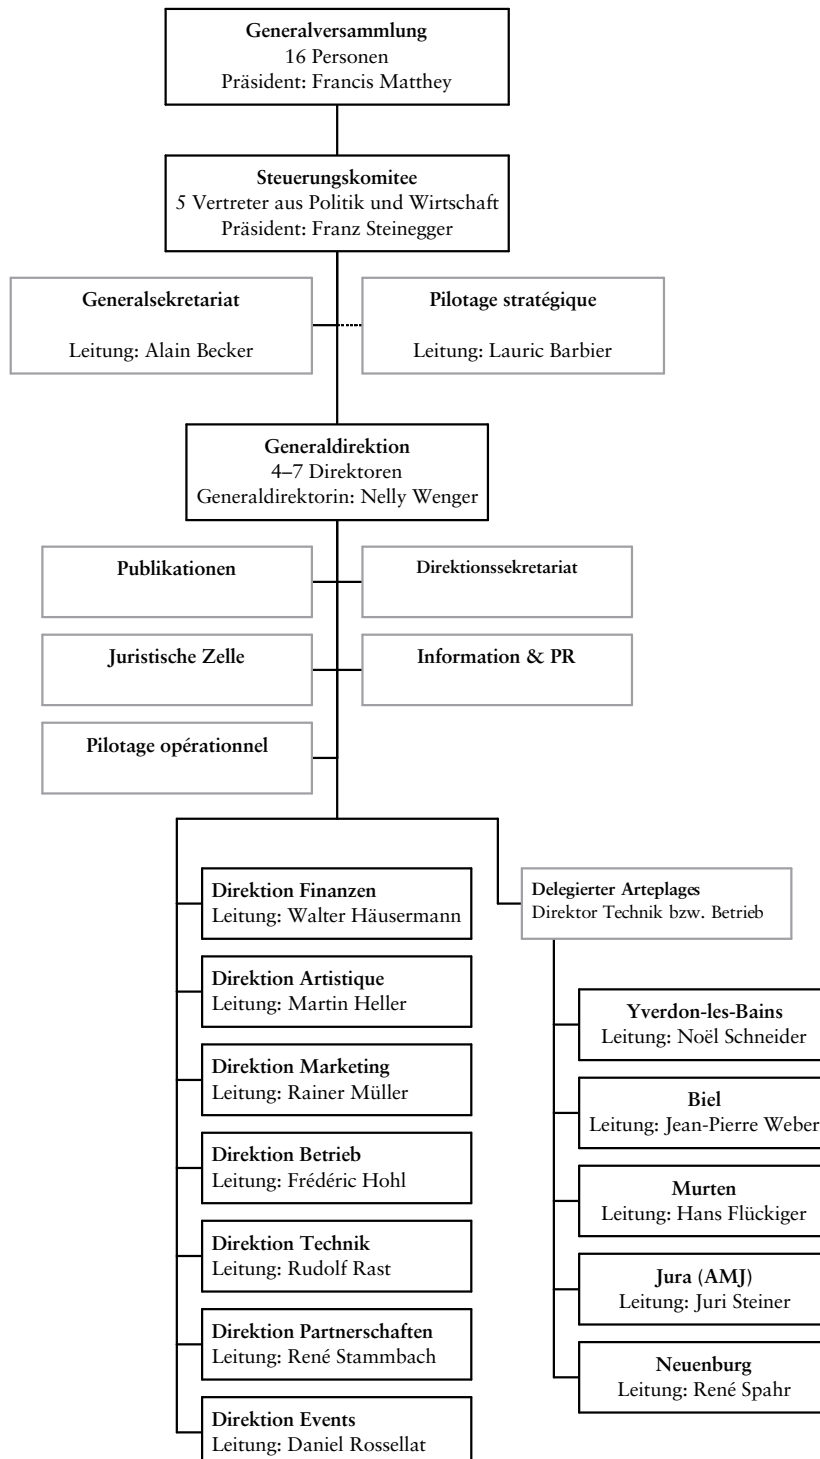 Generalversammlung
16 Personen
Präsident: Francis Matthey
Steuerungskomitee
5 Vertreter aus Politik und Wirtschaft
Präsident: Franz Steinegger
Generalsekretariat
Leitung: Alain Becker
Pilotage stratégique
Leitung: Lauric Barbier
Generaldirektion
4–7 Direktoren
Generaldirektorin: Nelly Wenger
Publikationen
Direktionssekretariat
Juristische Zelle
Information & PR
Pilotage opérationnel
Direktion Finanzen
Leitung: Walter Häusermann
Direktion Artistique
Leitung: Martin Heller
Direktion Marketing
Leitung: Rainer Müller
Direktion Betrieb
Leitung: Frédéric Hohl
Direktion Technik
Leitung: Rudolf Rast
Direktion Partnerschaften
Leitung: René Stammbach
Direktion Events
Leitung: Daniel Rossellat
Delegierter Arteplages
Direktor Technik bzw. Betrieb
Yverdon-les-Bains
Leitung: Noël Schneider
Biel
Leitung: Jean-Pierre Weber
Murten
Leitung: Hans Flückiger
Jura (AMJ)
Leitung: Juri Steiner
Neuenburg
Leitung: René Spahr